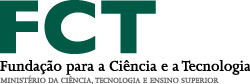 FCT
Fundação para a Ciência e a Tecnologia
MINISTÉRIO DA CIÊNCIA, TECNOLOGIA E ENSINO SUPERIOR